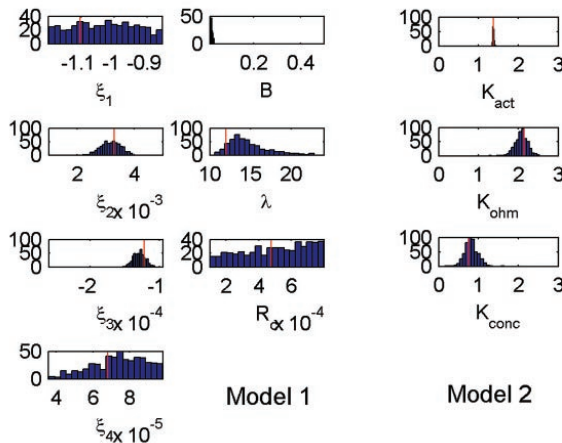 40
20
0
-1.1 -1 -0.9
ξ1
50
0
0.2 0.4
B
100
50
0
0 1 2 3
Kact
100
50
0
2 4
ξ2 x 10-3
100
50
0
10 15 20
λ
100
50
0
0 1 2 3
Kohm
100
50
0
-2 -1
ξ3 x 10-4
40
20
0
2 4 6
Rc x 10-4
100
50
0
0 1 2 3
Kconc
50
0
4 6 8
ξ4 x 10-5
Model 1
Model 2